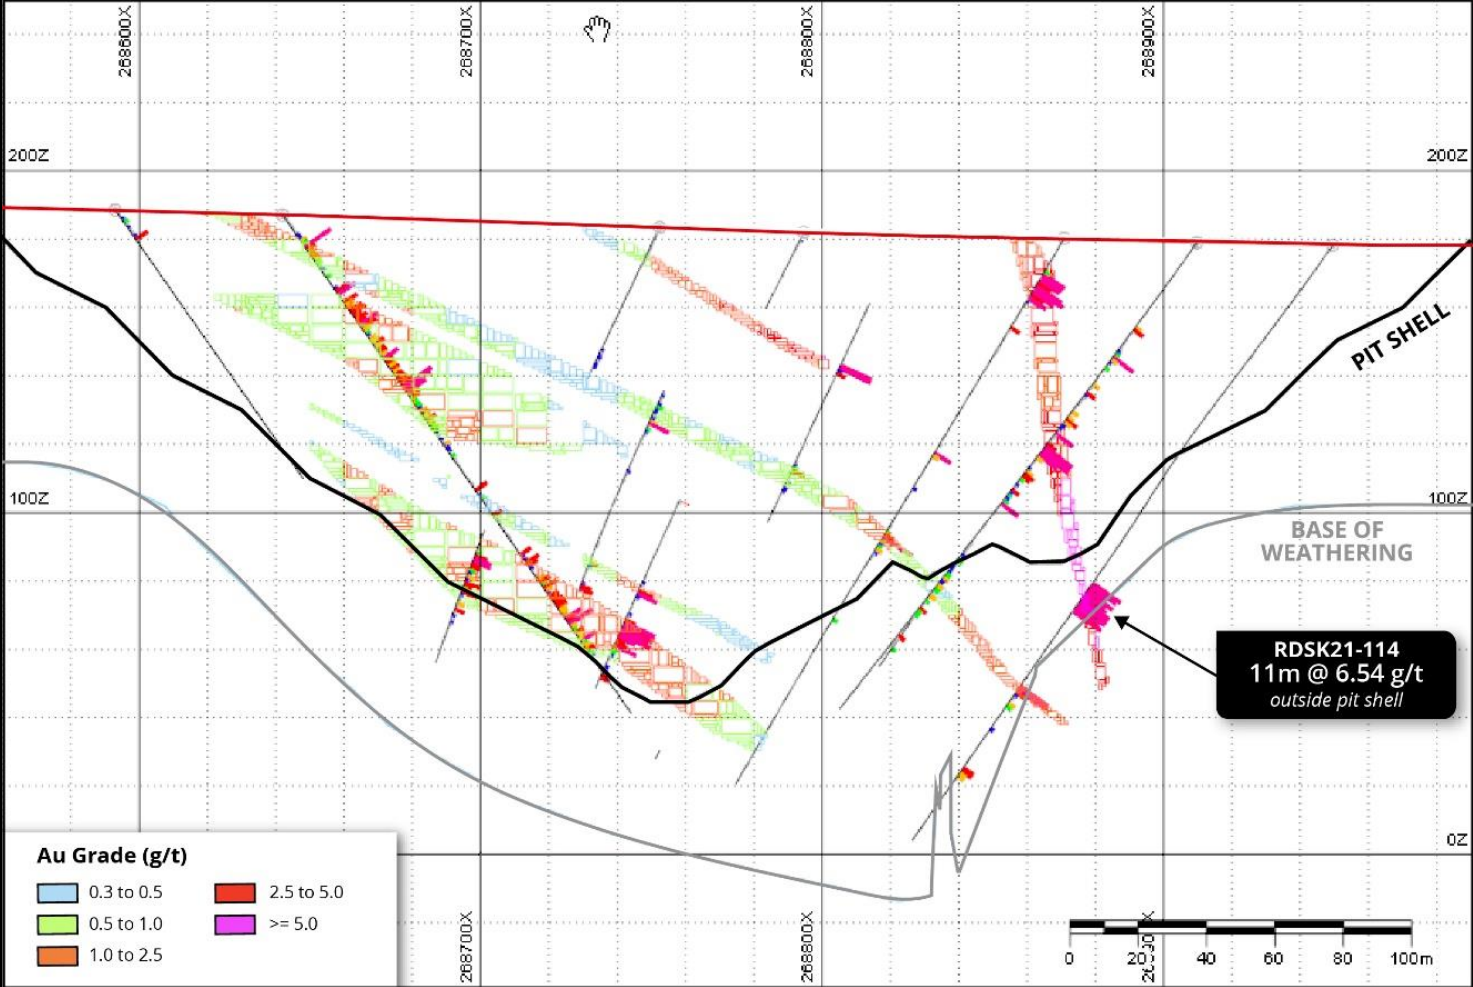 268600X
268700X
268800X
268900X
200Z
200Z
PIT SHELL
100Z
100Z
BASE OF
WEATHERING
RDSK21-114
11m @ 6.54 g/t
outside pit shell
0Z
Au Grade (g/t)
0.3 to 0.5
2.5 to 5.0
0.5 to 1.0
>= 5.0
1.0 to 2.5
268700X
268800X
0
20
40
60
80
100m